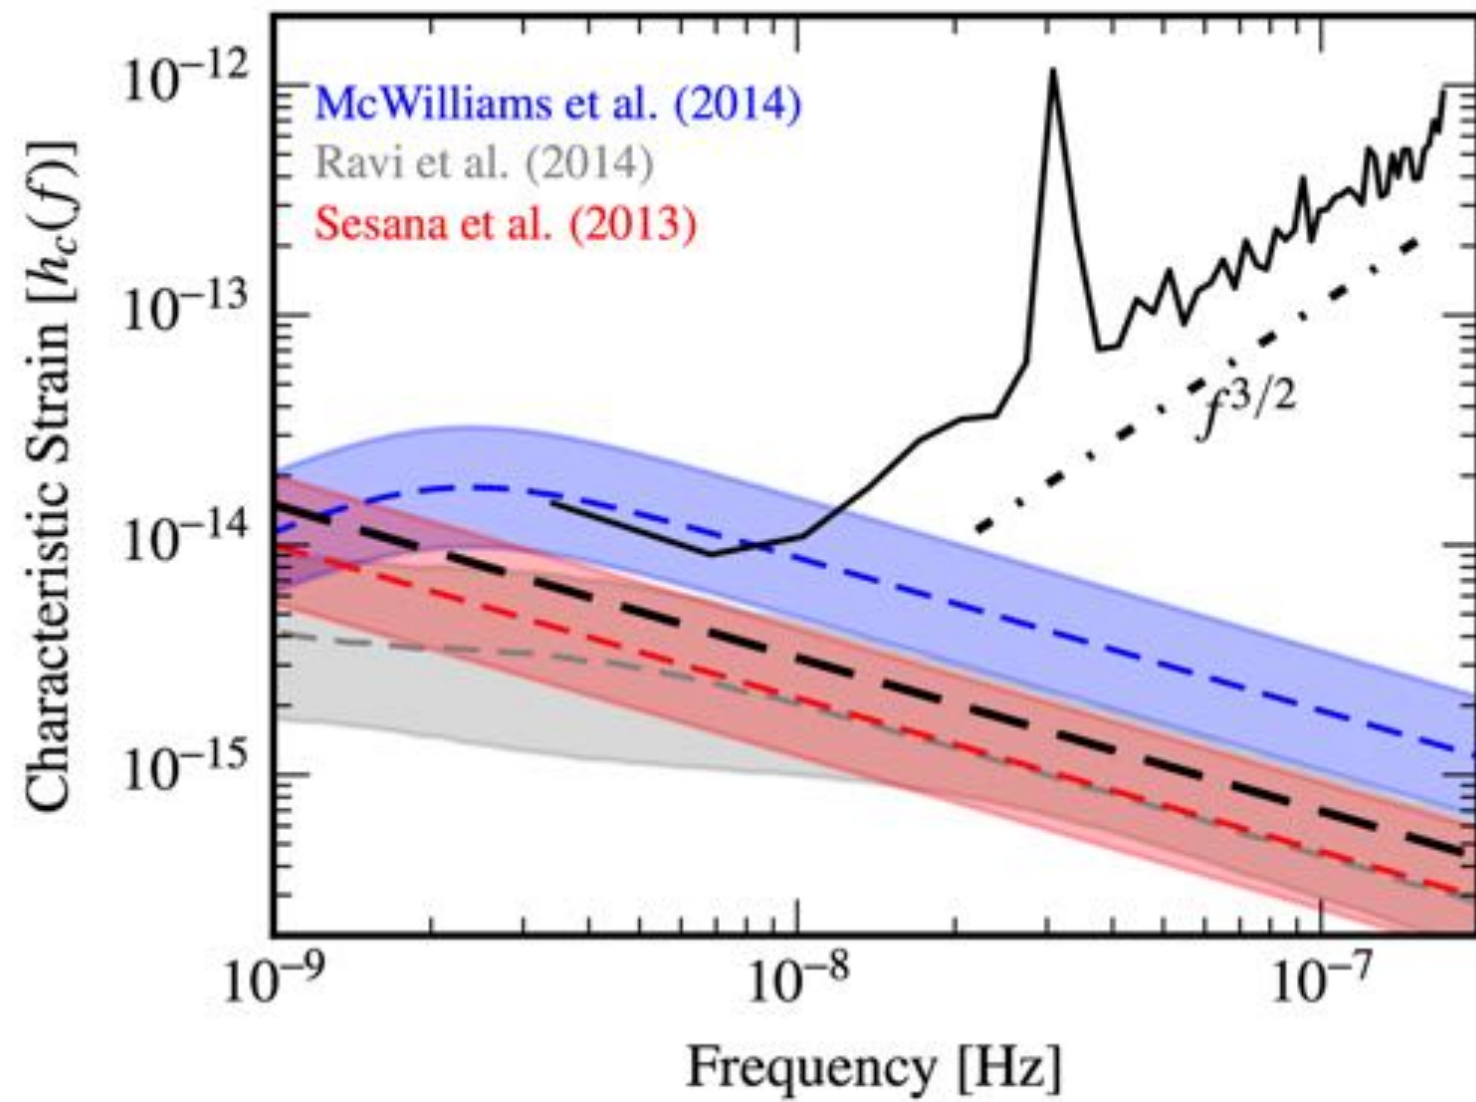 10⁻¹²
10⁻¹³
10⁻¹⁴
10⁻¹⁵
Characteristic Strain [h_c(f)]
McWilliams et al. (2014)
Ravi et al. (2014)
Sesana et al. (2013)
f^{3/2}
10⁻⁹ 10⁻⁸ 10⁻⁷
Frequency [Hz]